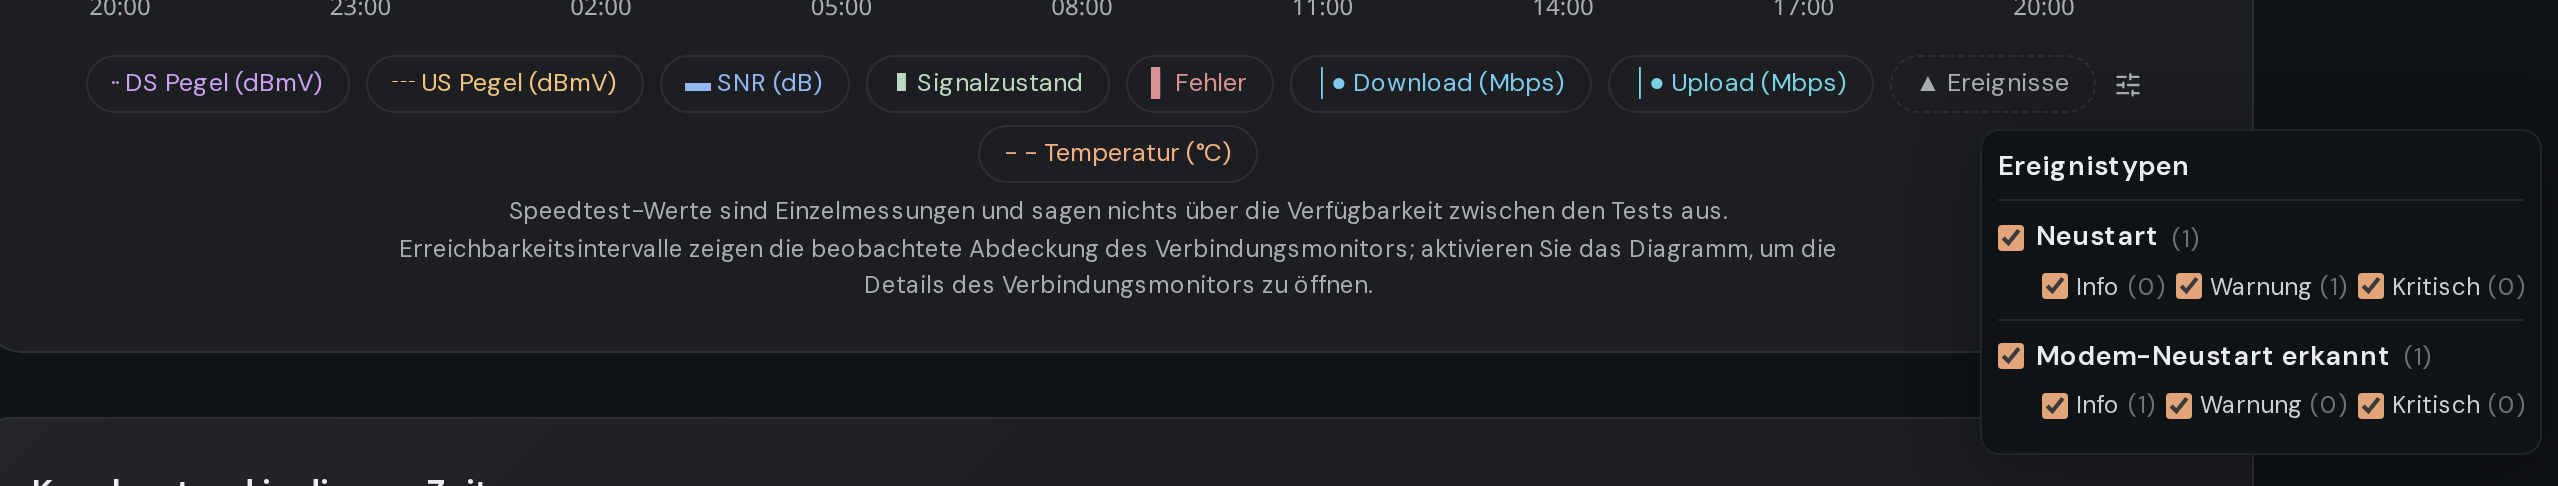 20:00 23:00 02:00 05:00 08:00 11:00 14:00 17:00 20:00
DS Pegel (dBmV) US Pegel (dBmV) SNR (dB) Signalzustand Fehler Download (Mbps) Upload (Mbps) Ereignisse
Temperatur (°C)
Speedtest-Werte sind Einzelmessungen und sagen nichts über die Verfügbarkeit zwischen den Tests aus.
Erreichbarkeitsintervalle zeigen die beobachtete Abdeckung des Verbindungsmonitors; aktivieren Sie das Diagramm, um die
Details des Verbindungsmonitors zu öffnen.
Ereignistypen
Neustart (1)
Info (0) Warnung (1) Kritisch (0)
Modem-Neustart erkannt (1)
Info (1) Warnung (0) Kritisch (0)